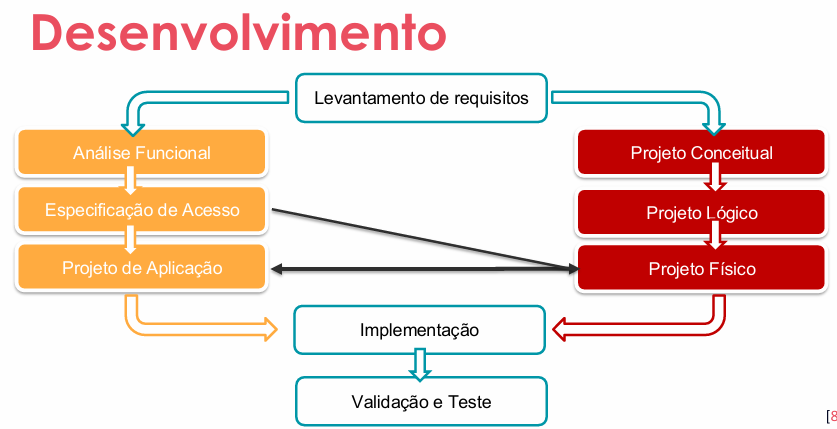 Desenvolvimento
Levantamento de requisitos
Análise Funcional
Projeto Conceitual
Especificação de Acesso
Projeto Lógico
Projeto de Aplicação
Projeto Físico
Implementação
Validação e Teste
[8